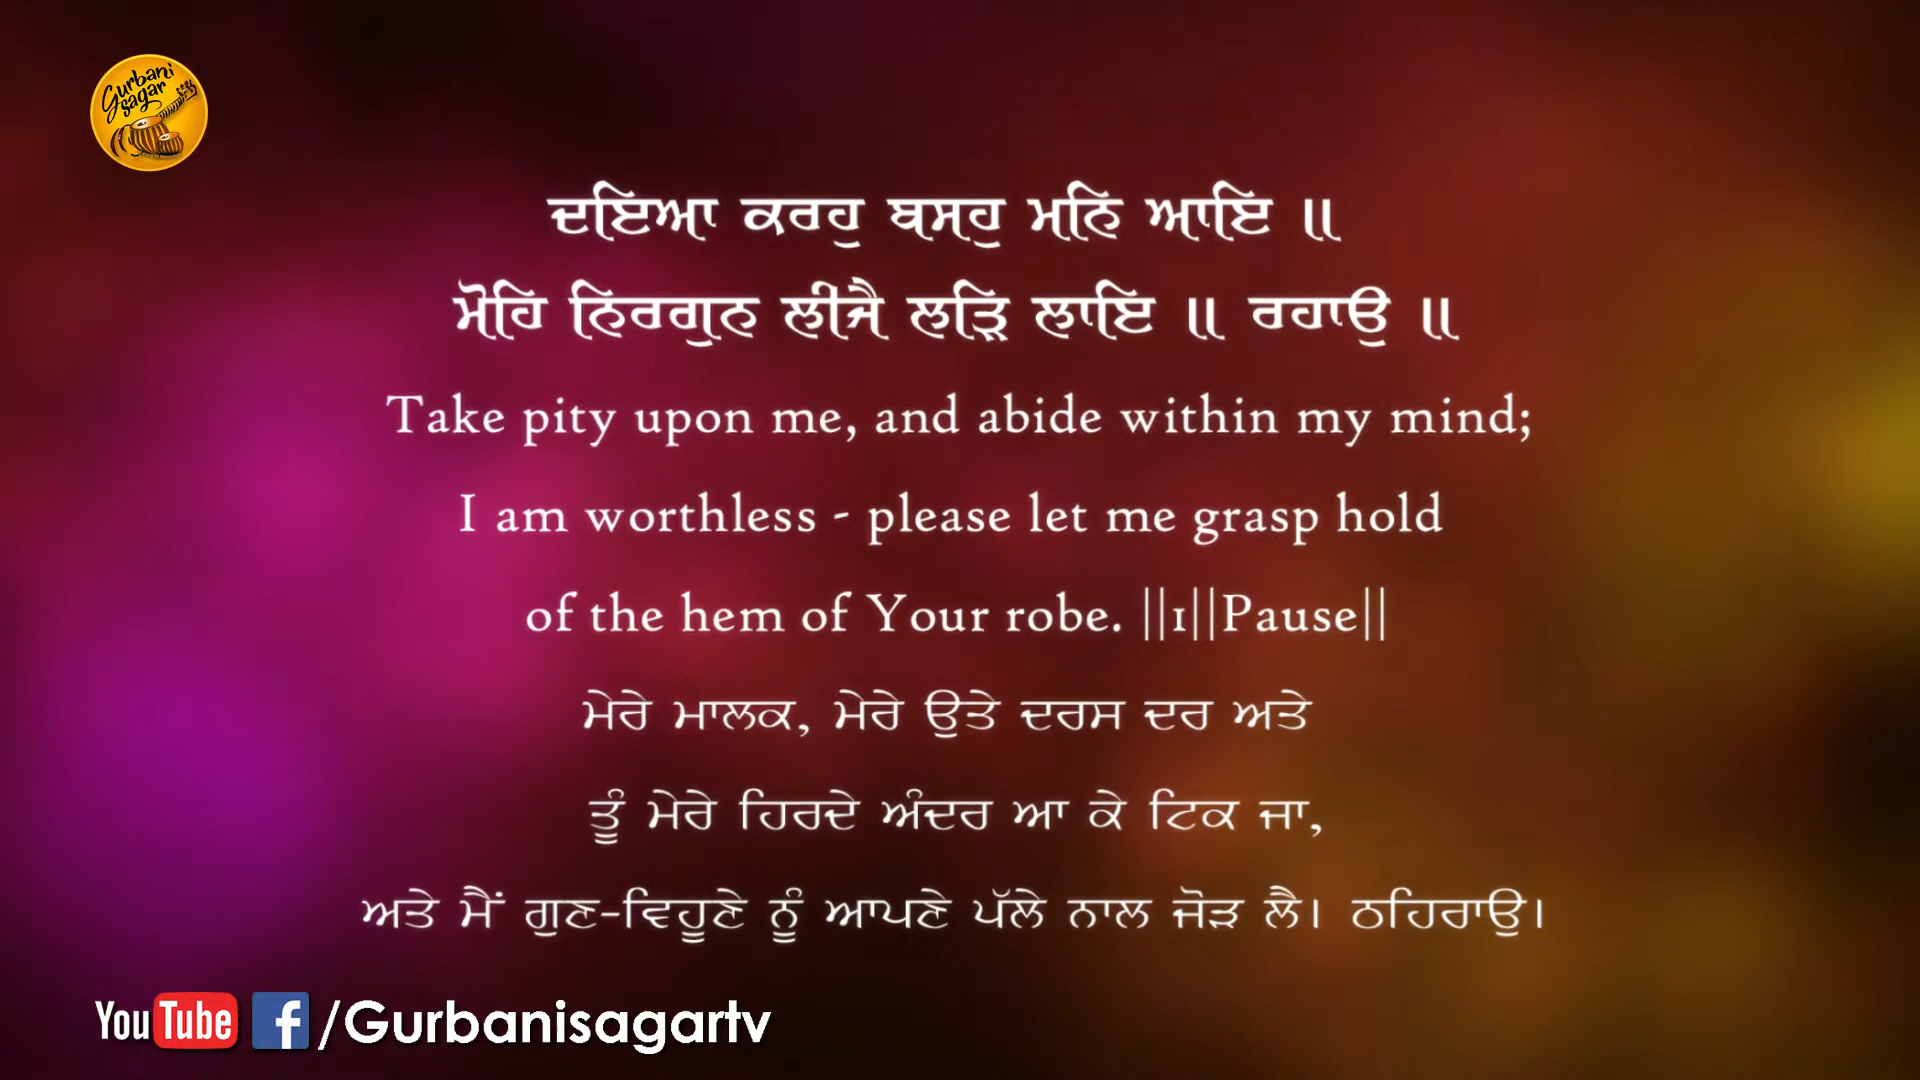 Gurbani
Sagar
ਦਇਆ ਕਰਹੁ ਬਸਹੁ ਮਨਿ ਆਇ ॥
ਮੋਹਿ ਨਿਰਗੁਨ ਲੀਜੈ ਲੜਿ ਲਾਇ ॥ ਰਹਾਉ ॥
Take pity upon me, and abide within my mind;
I am worthless - please let me grasp hold
of the hem of Your robe. ||1||Pause||
ਮੇਰੇ ਮਾਲਕ, ਮੇਰੇ ਉਤੇ ਦਰਸ ਦਰ ਅਤੇ
ਤੂੰ ਮੇਰੇ ਹਿਰਦੇ ਅੰਦਰ ਆ ਕੇ ਟਿਕ ਜਾ,
ਅਤੇ ਮੈਂ ਗੁਣ-ਵਿਹੂਣੇ ਨੂੰ ਆਪਣੇ ਪੱਲੇ ਨਾਲ ਜੋੜ ਲੈ। ਠਹਿਰਾਉ।
YouTube f /Gurbanisagartv